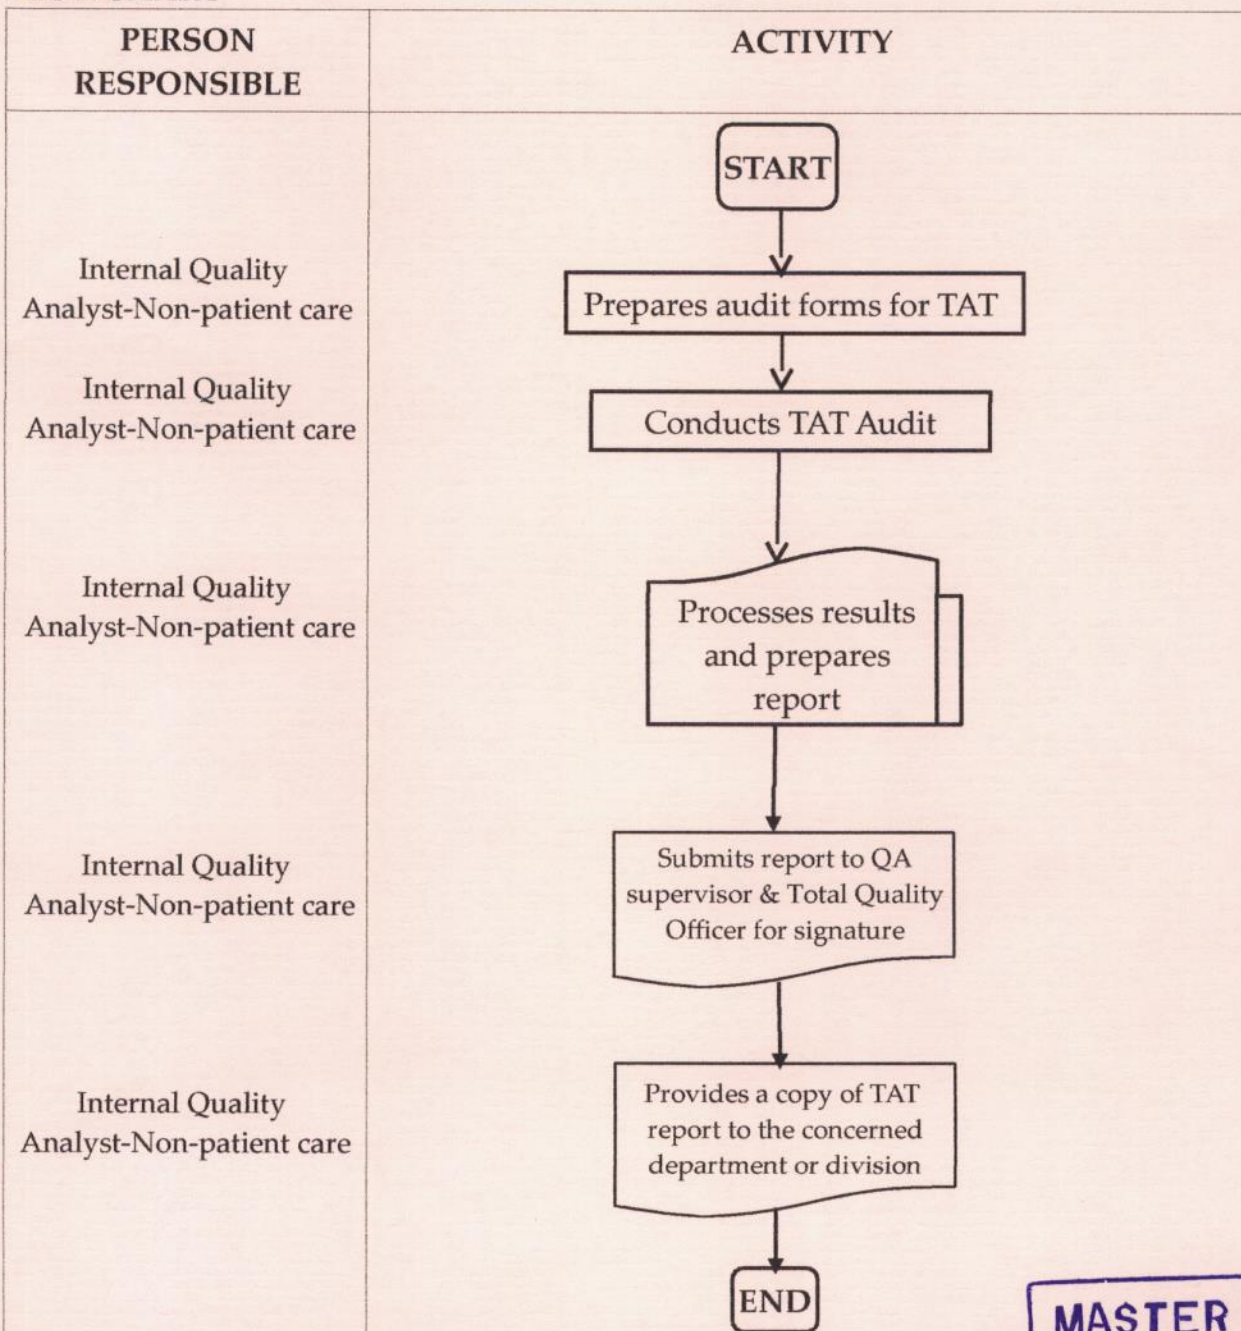 PERSON
RESPONSIBLE
ACTIVITY
START
Internal Quality
Analyst-Non-patient care
Prepares audit forms for TAT
Internal Quality
Analyst-Non-patient care
Conducts TAT Audit
Internal Quality
Analyst-Non-patient care
Processes results
and prepares
report
Internal Quality
Analyst-Non-patient care
Submits report to QA
supervisor & Total Quality
Officer for signature
Internal Quality
Analyst-Non-patient care
Provides a copy of TAT
report to the concerned
department or division
END
MASTER